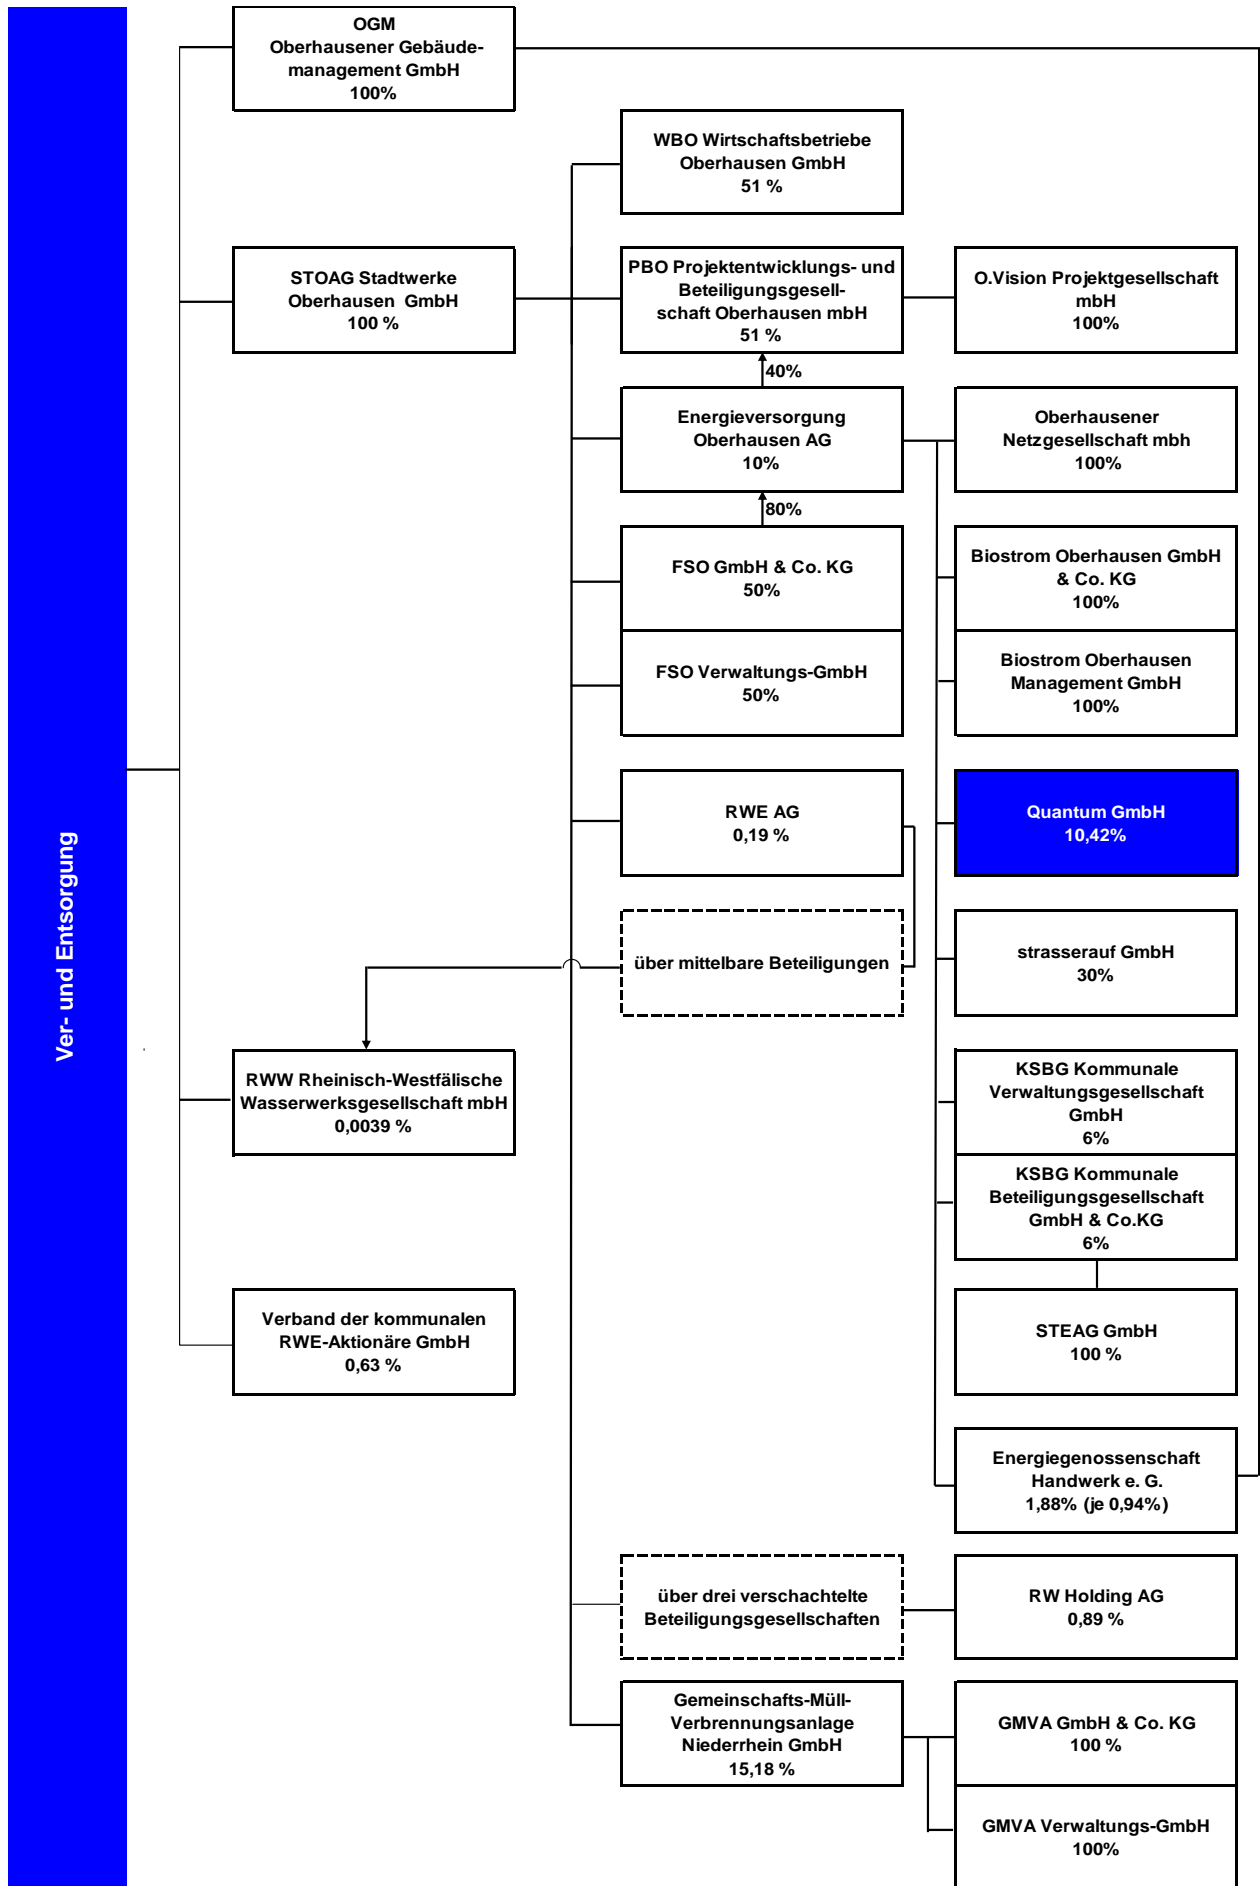 Ver- und Entsorgung
OGM
Oberhausener Gebäude-
management GmbH
100%
WBO Wirtschaftsbetriebe
Oberhausen GmbH
51 %
STOAG Stadtwerke
Oberhausen GmbH
100 %
PBO Projektentwicklungs- und
Beteiligungsgesell-
schaft Oberhausen mbH
51 %
O.Vision Projektgesellschaft
mbH
100%
40%
Energieversorgung
Oberhausen AG
10%
Oberhausener
Netzgesellschaft mbh
100%
80%
FSO GmbH & Co. KG
50%
Biostrom Oberhausen GmbH
& Co. KG
100%
FSO Verwaltungs-GmbH
50%
Biostrom Oberhausen
Management GmbH
100%
RWE AG
0,19 %
Quantum GmbH
10,42%
über mittelbare Beteiligungen
strasserauf GmbH
30%
RWW Rheinisch-Westfälische
Wasserwerksgesellschaft mbH
0,0039 %
KSBG Kommunale
Verwaltungsgesellschaft
GmbH
6%
KSBG Kommunale
Beteiligungsgesellschaft
GmbH & Co.KG
6%
Verband der kommunalen
RWE-Aktionäre GmbH
0,63 %
STEAG GmbH
100 %
Energiegenossenschaft
Handwerk e. G.
1,88% (je 0,94%)
über drei verschachtelte
Beteiligungsgesellschaften
RW Holding AG
0,89 %
Gemeinschafts-Müll-
Verbrennungsanlage
Niederrhein GmbH
15,18 %
GMVA GmbH & Co. KG
100 %
GMVA Verwaltungs-GmbH
100%